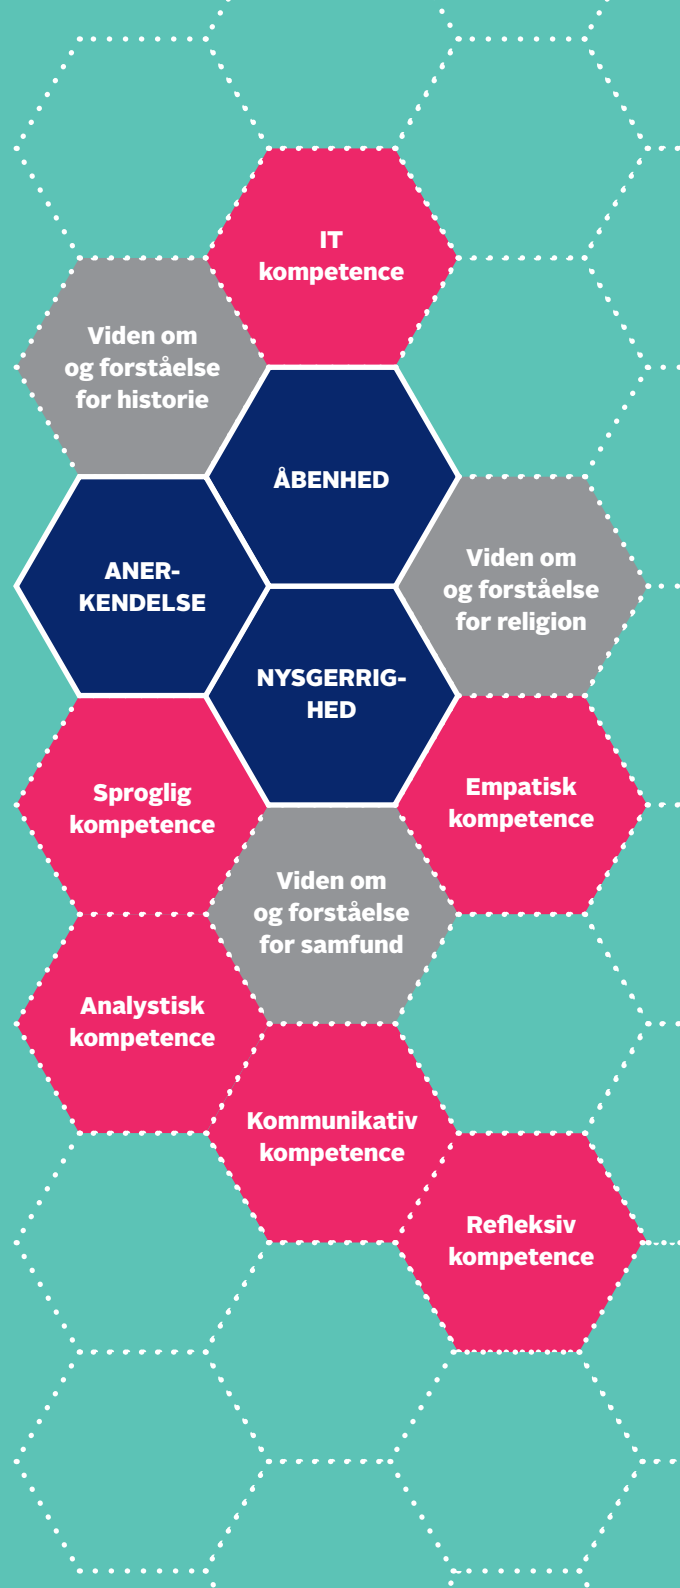 IT
kompetence
Viden om
og forståelse
for historie
ÅBENHED
ANER-
KENDELSE
Viden om
og forståelse
for religion
NYSGERRIG-
HED
Sproglig
kompetence
Empatisk
kompetence
Viden om
og forståelse
for samfund
Analystisk
kompetence
Kommunikativ
kompetence
Refleksiv
kompetence